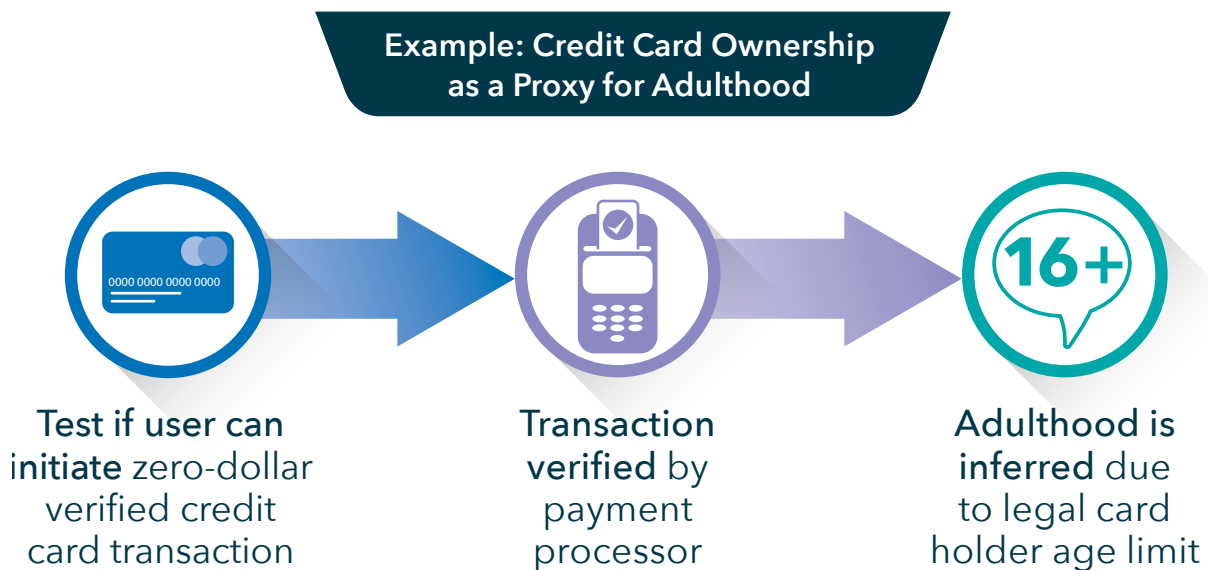 Example: Credit Card Ownership
as a Proxy for Adulthood
0000 0000 0000 0000
16+
Test if user can
initiate zero-dollar
verified credit
card transaction
Transaction
verified by
payment
processor
Adulthood is
inferred due
to legal card
holder age limit